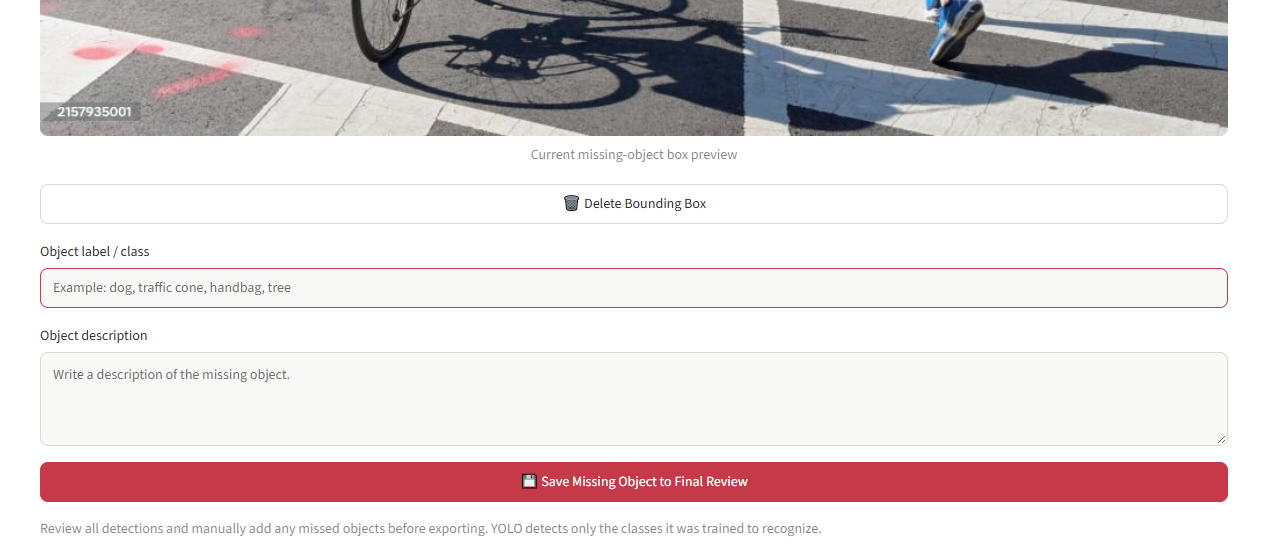 2157935001
Current missing-object box preview
Delete Bounding Box
Object label / class
Example: dog, traffic cone, handbag, tree
Object description
Write a description of the missing object.
Save Missing Object to Final Review
Review all detections and manually add any missed objects before exporting. YOLO detects only the classes it was trained to recognize.